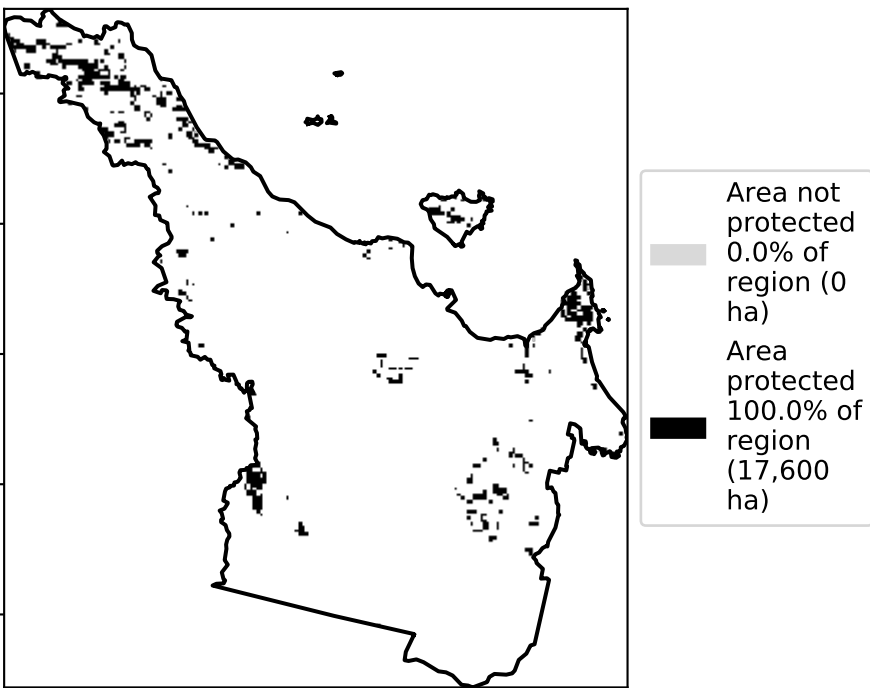 Area not
protected
0.0% of
region (0
ha)
Area
protected
100.0% of
region
(17,600
ha)